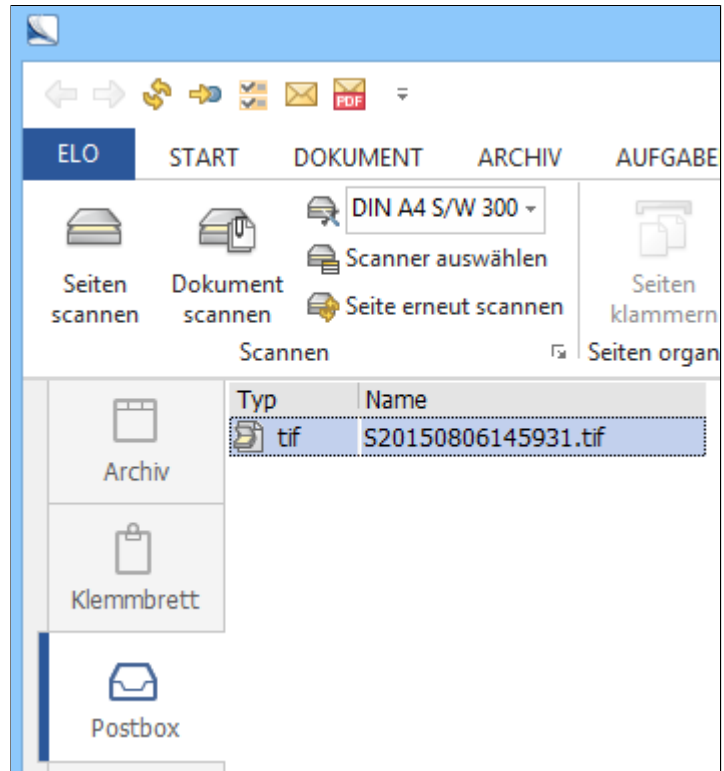 PDF
ELO START DOKUMENT ARCHIV AUFGABE
DIN A4 S/W 300
Scanner auswählen
Seite erneut scannen
Seiten scannen
Dokument scannen
Seiten klammern
Scannen
Seiten organ
Archiv
Klemmbrett
Postbox
Typ Name
tif S20150806145931.tif